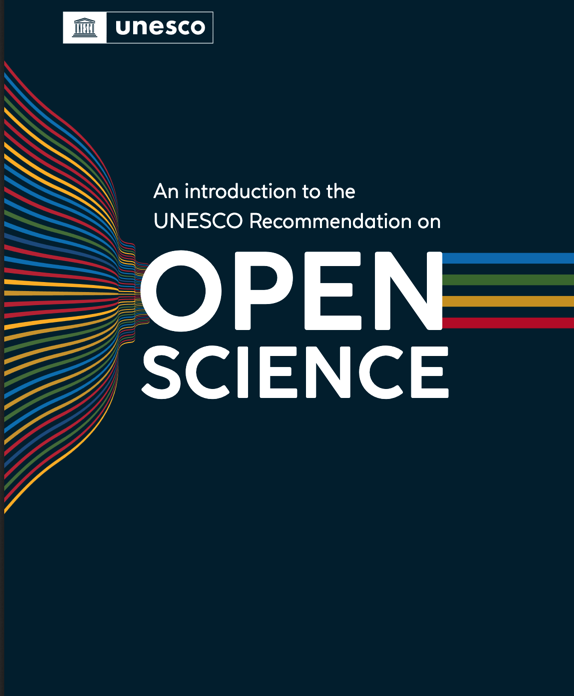 unesco
An introduction to the
UNESCO Recommendation on
OPEN
SCIENCE